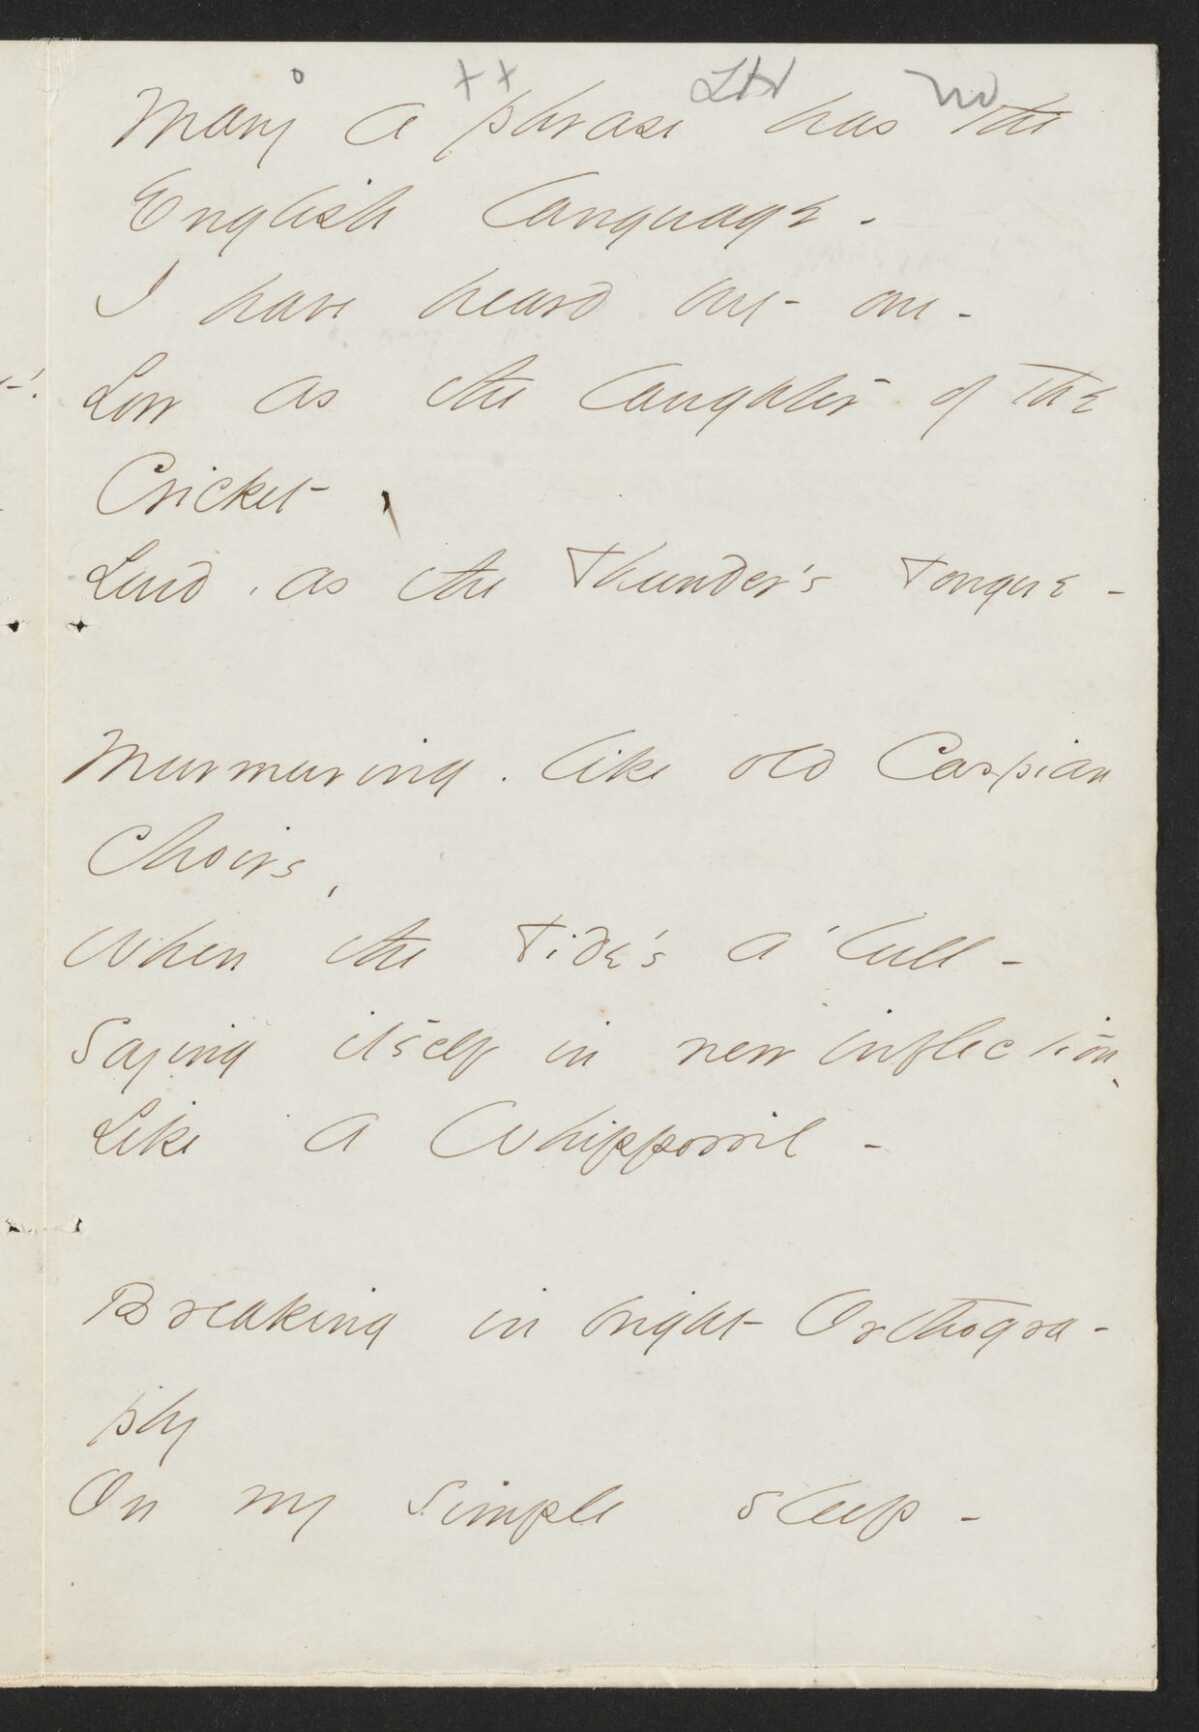 Many a phrase has the
English language -
I have heard but one -
Low as the laughter of the
Cricket,
Loud, as the Thunder's Tongue -
Murmuring, like old Caspian
Choirs,
When the Tide's a' lull -
Saying itself in new inflection,
Like a Whippowil -
Breaking in bright Orthogra-
phy
On my simple sleep -